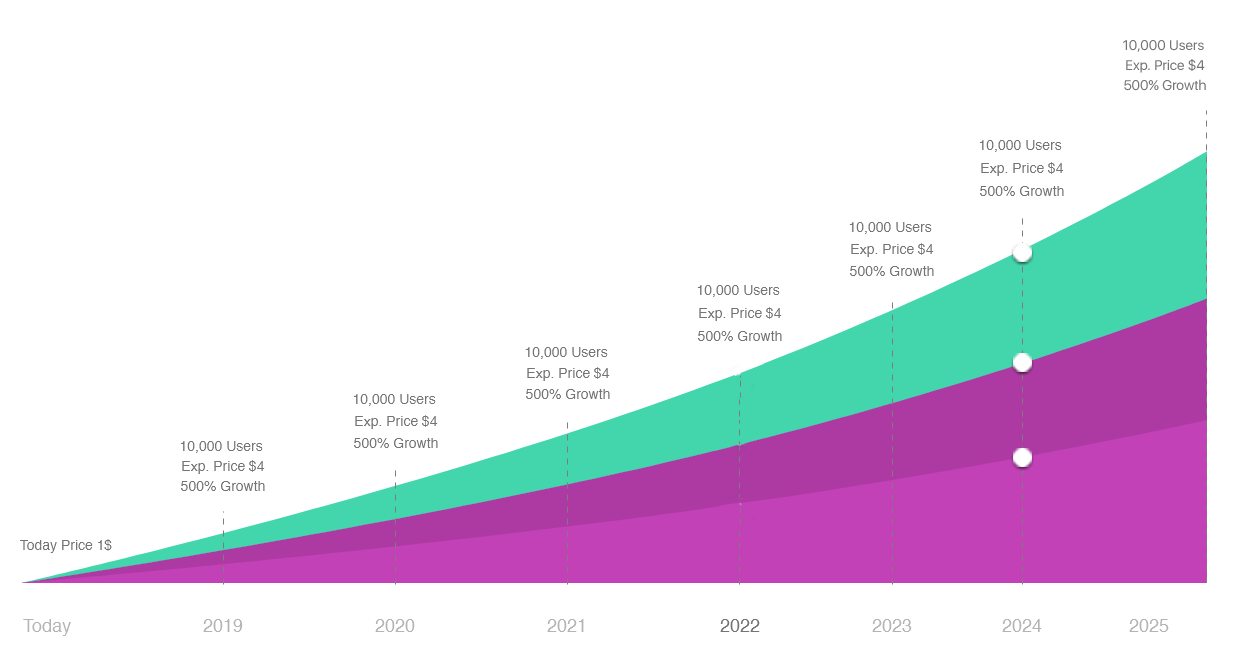 10,000 Users
Exp. Price $4
500% Growth
10,000 Users
Exp. Price $4
500% Growth
10,000 Users
Exp. Price $4
500% Growth
10,000 Users
Exp. Price $4
500% Growth
10,000 Users
Exp. Price $4
500% Growth
10,000 Users
Exp. Price $4
500% Growth
10,000 Users
Exp. Price $4
500% Growth
Today Price 1$
Today
2019
2020
2021
2022
2023
2024
2025